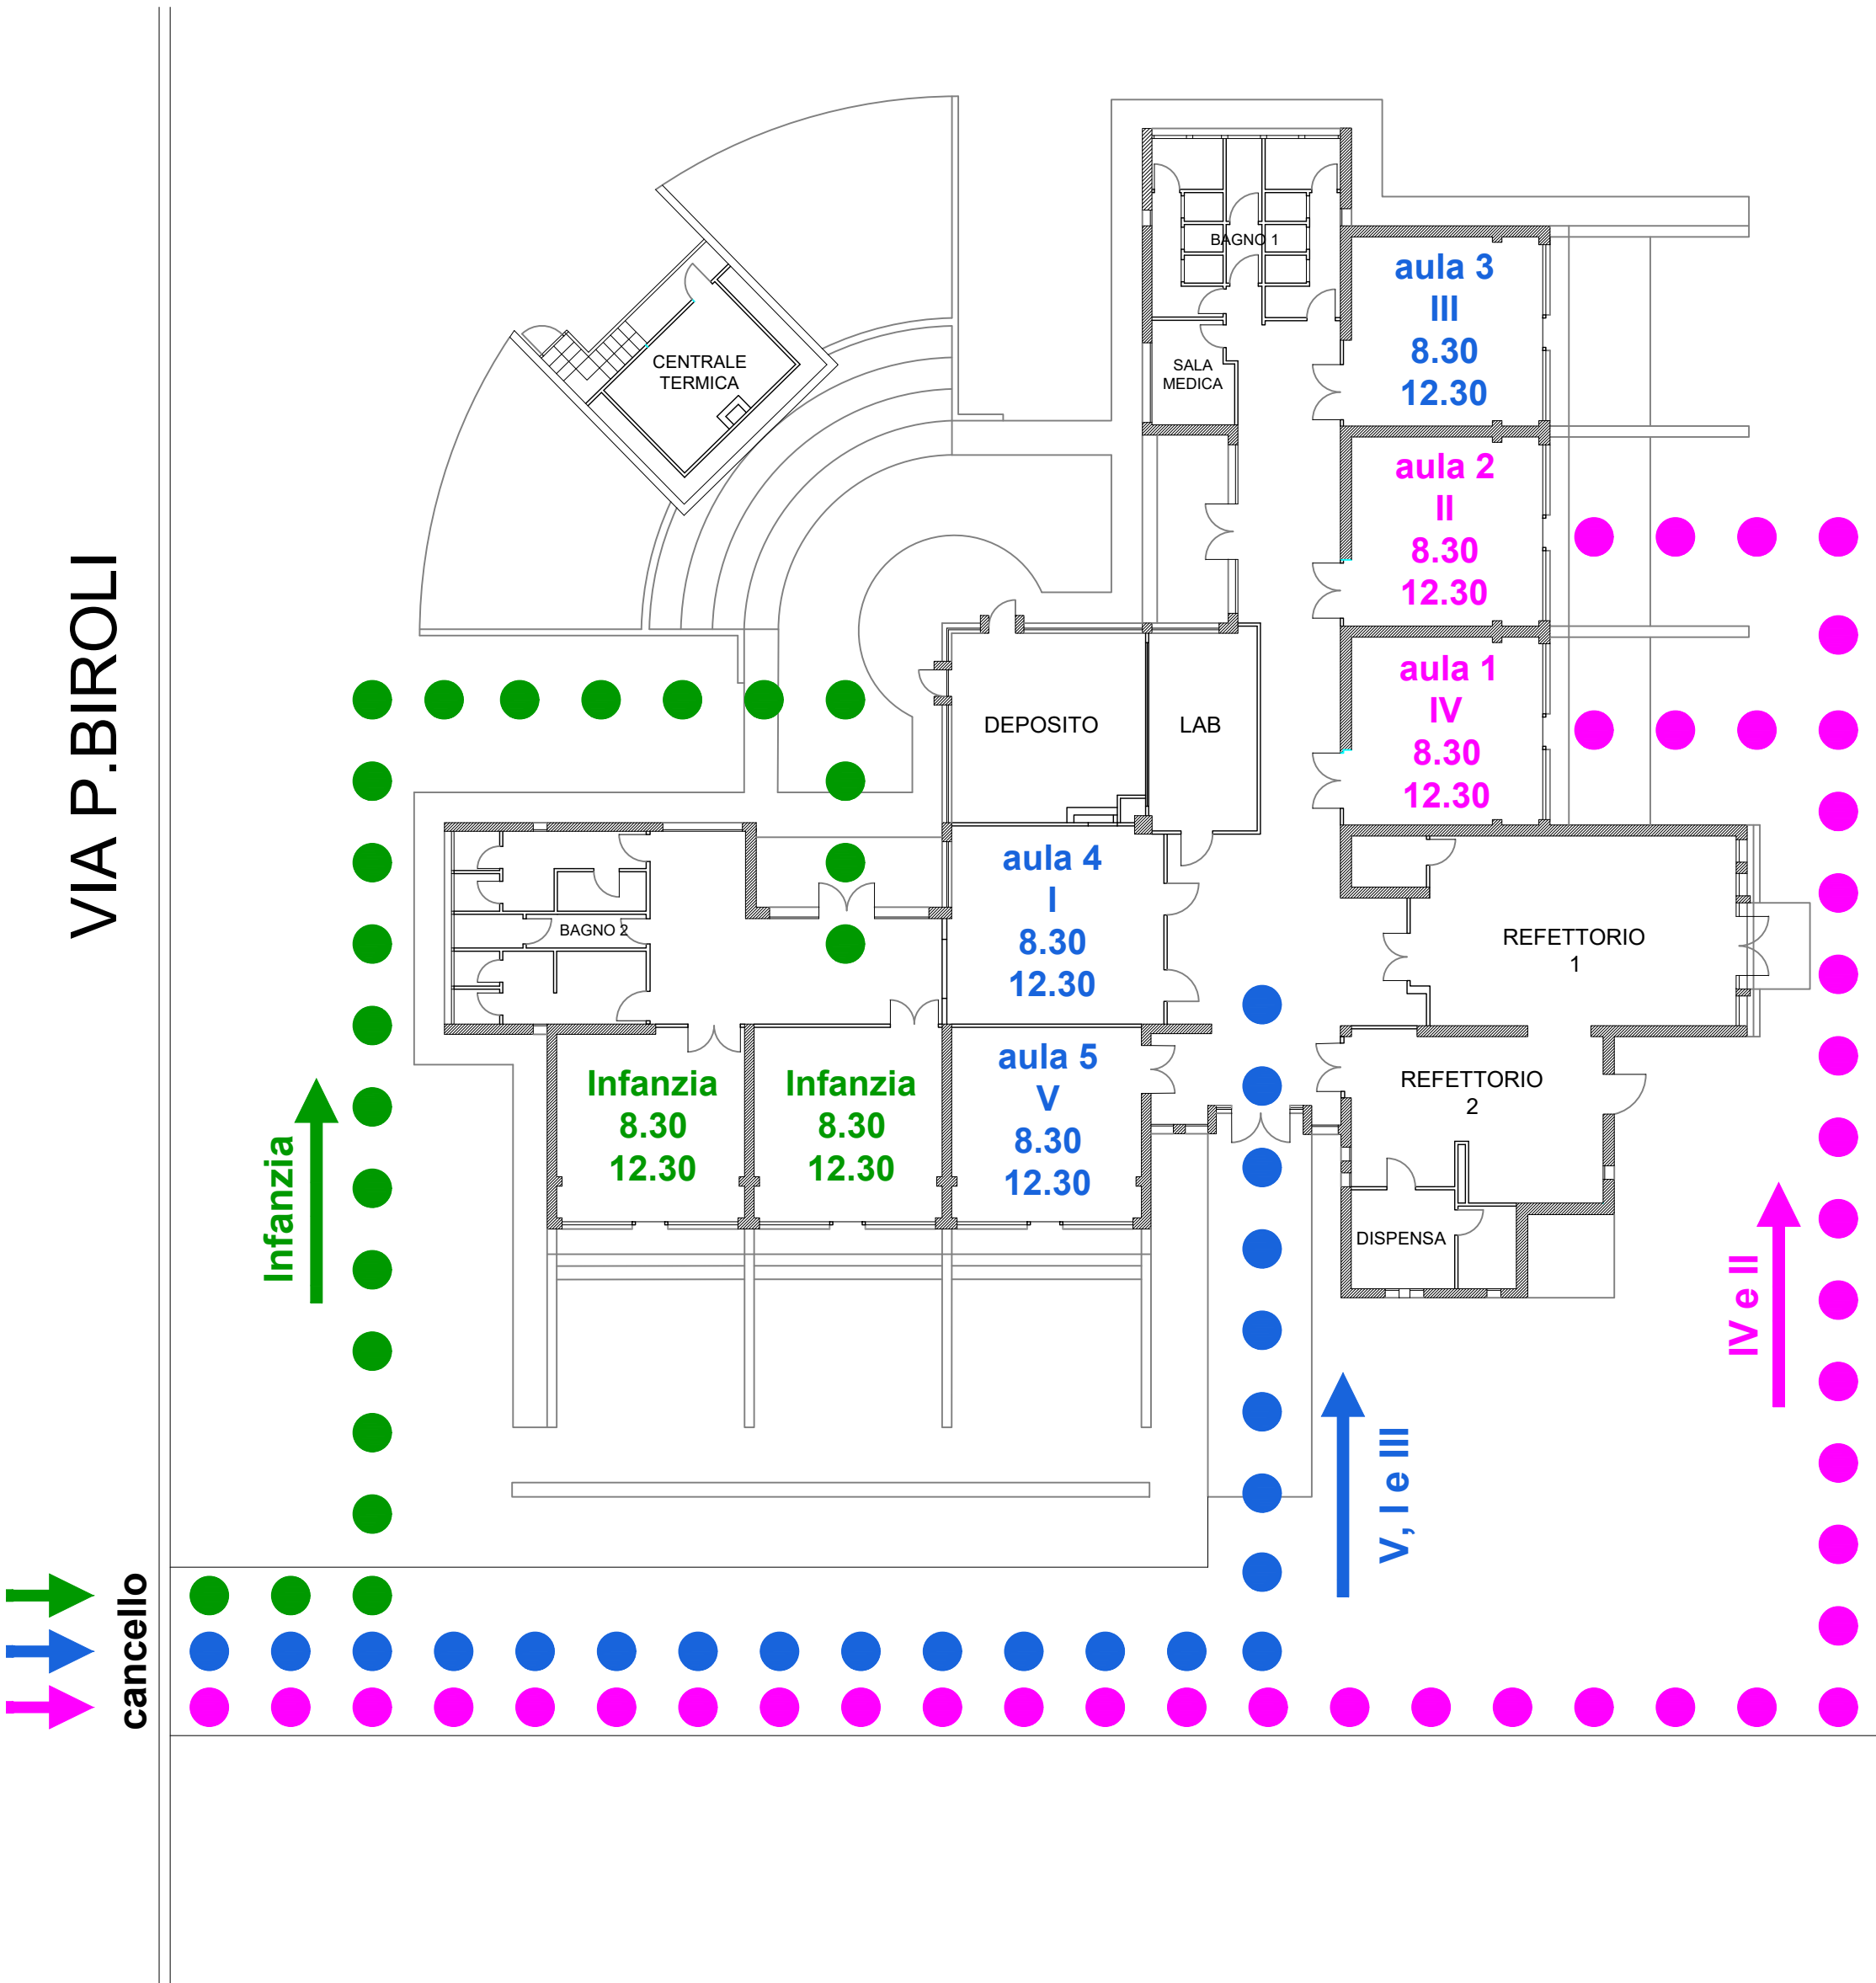 BAGNO 1
aula 3
III
8.30
12.30
CENTRALE
TERMICA
SALA
MEDICA
aula 2
II
8.30
12.30
VIA P.BIROLI
aula 1
IV
8.30
12.30
DEPOSITO
LAB
aula 4
I
8.30
12.30
BAGNO 2
REFETTORIO
1
Infanzia
8.30
12.30
Infanzia
8.30
12.30
aula 5
V
8.30
12.30
REFETTORIO
2
Infanzia
DISPENSA
IV e II
V, I e III
cancello